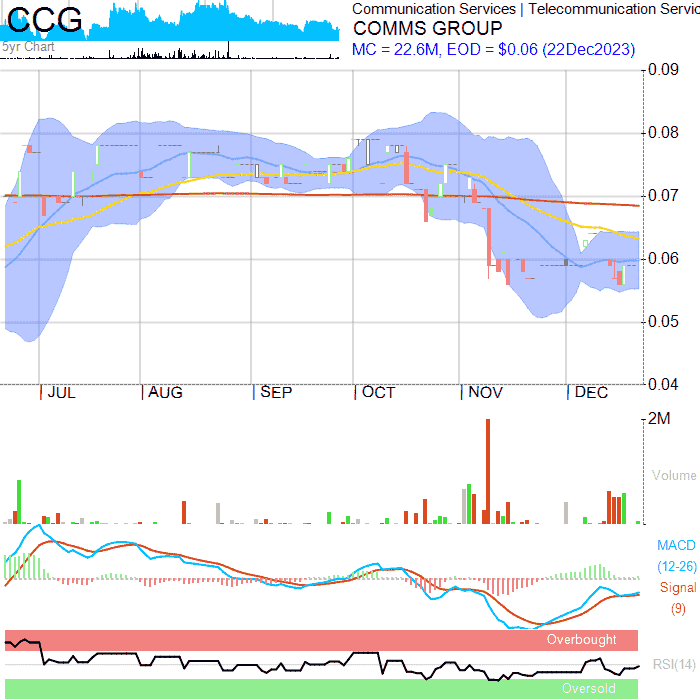 CCG
5yr Chart
Communication Services | Telecommunication Servic
COMMS GROUP
MC = 22.6M, EOD = $0.06 (22Dec2023)
0.09
0.08
0.07
0.06
0.05
0.04
JUL
AUG
SEP
OCT
NOV
DEC
2M
Volume
MACD
(12-26)
Signal
(9)
Overbought
RSI(14)
Oversold